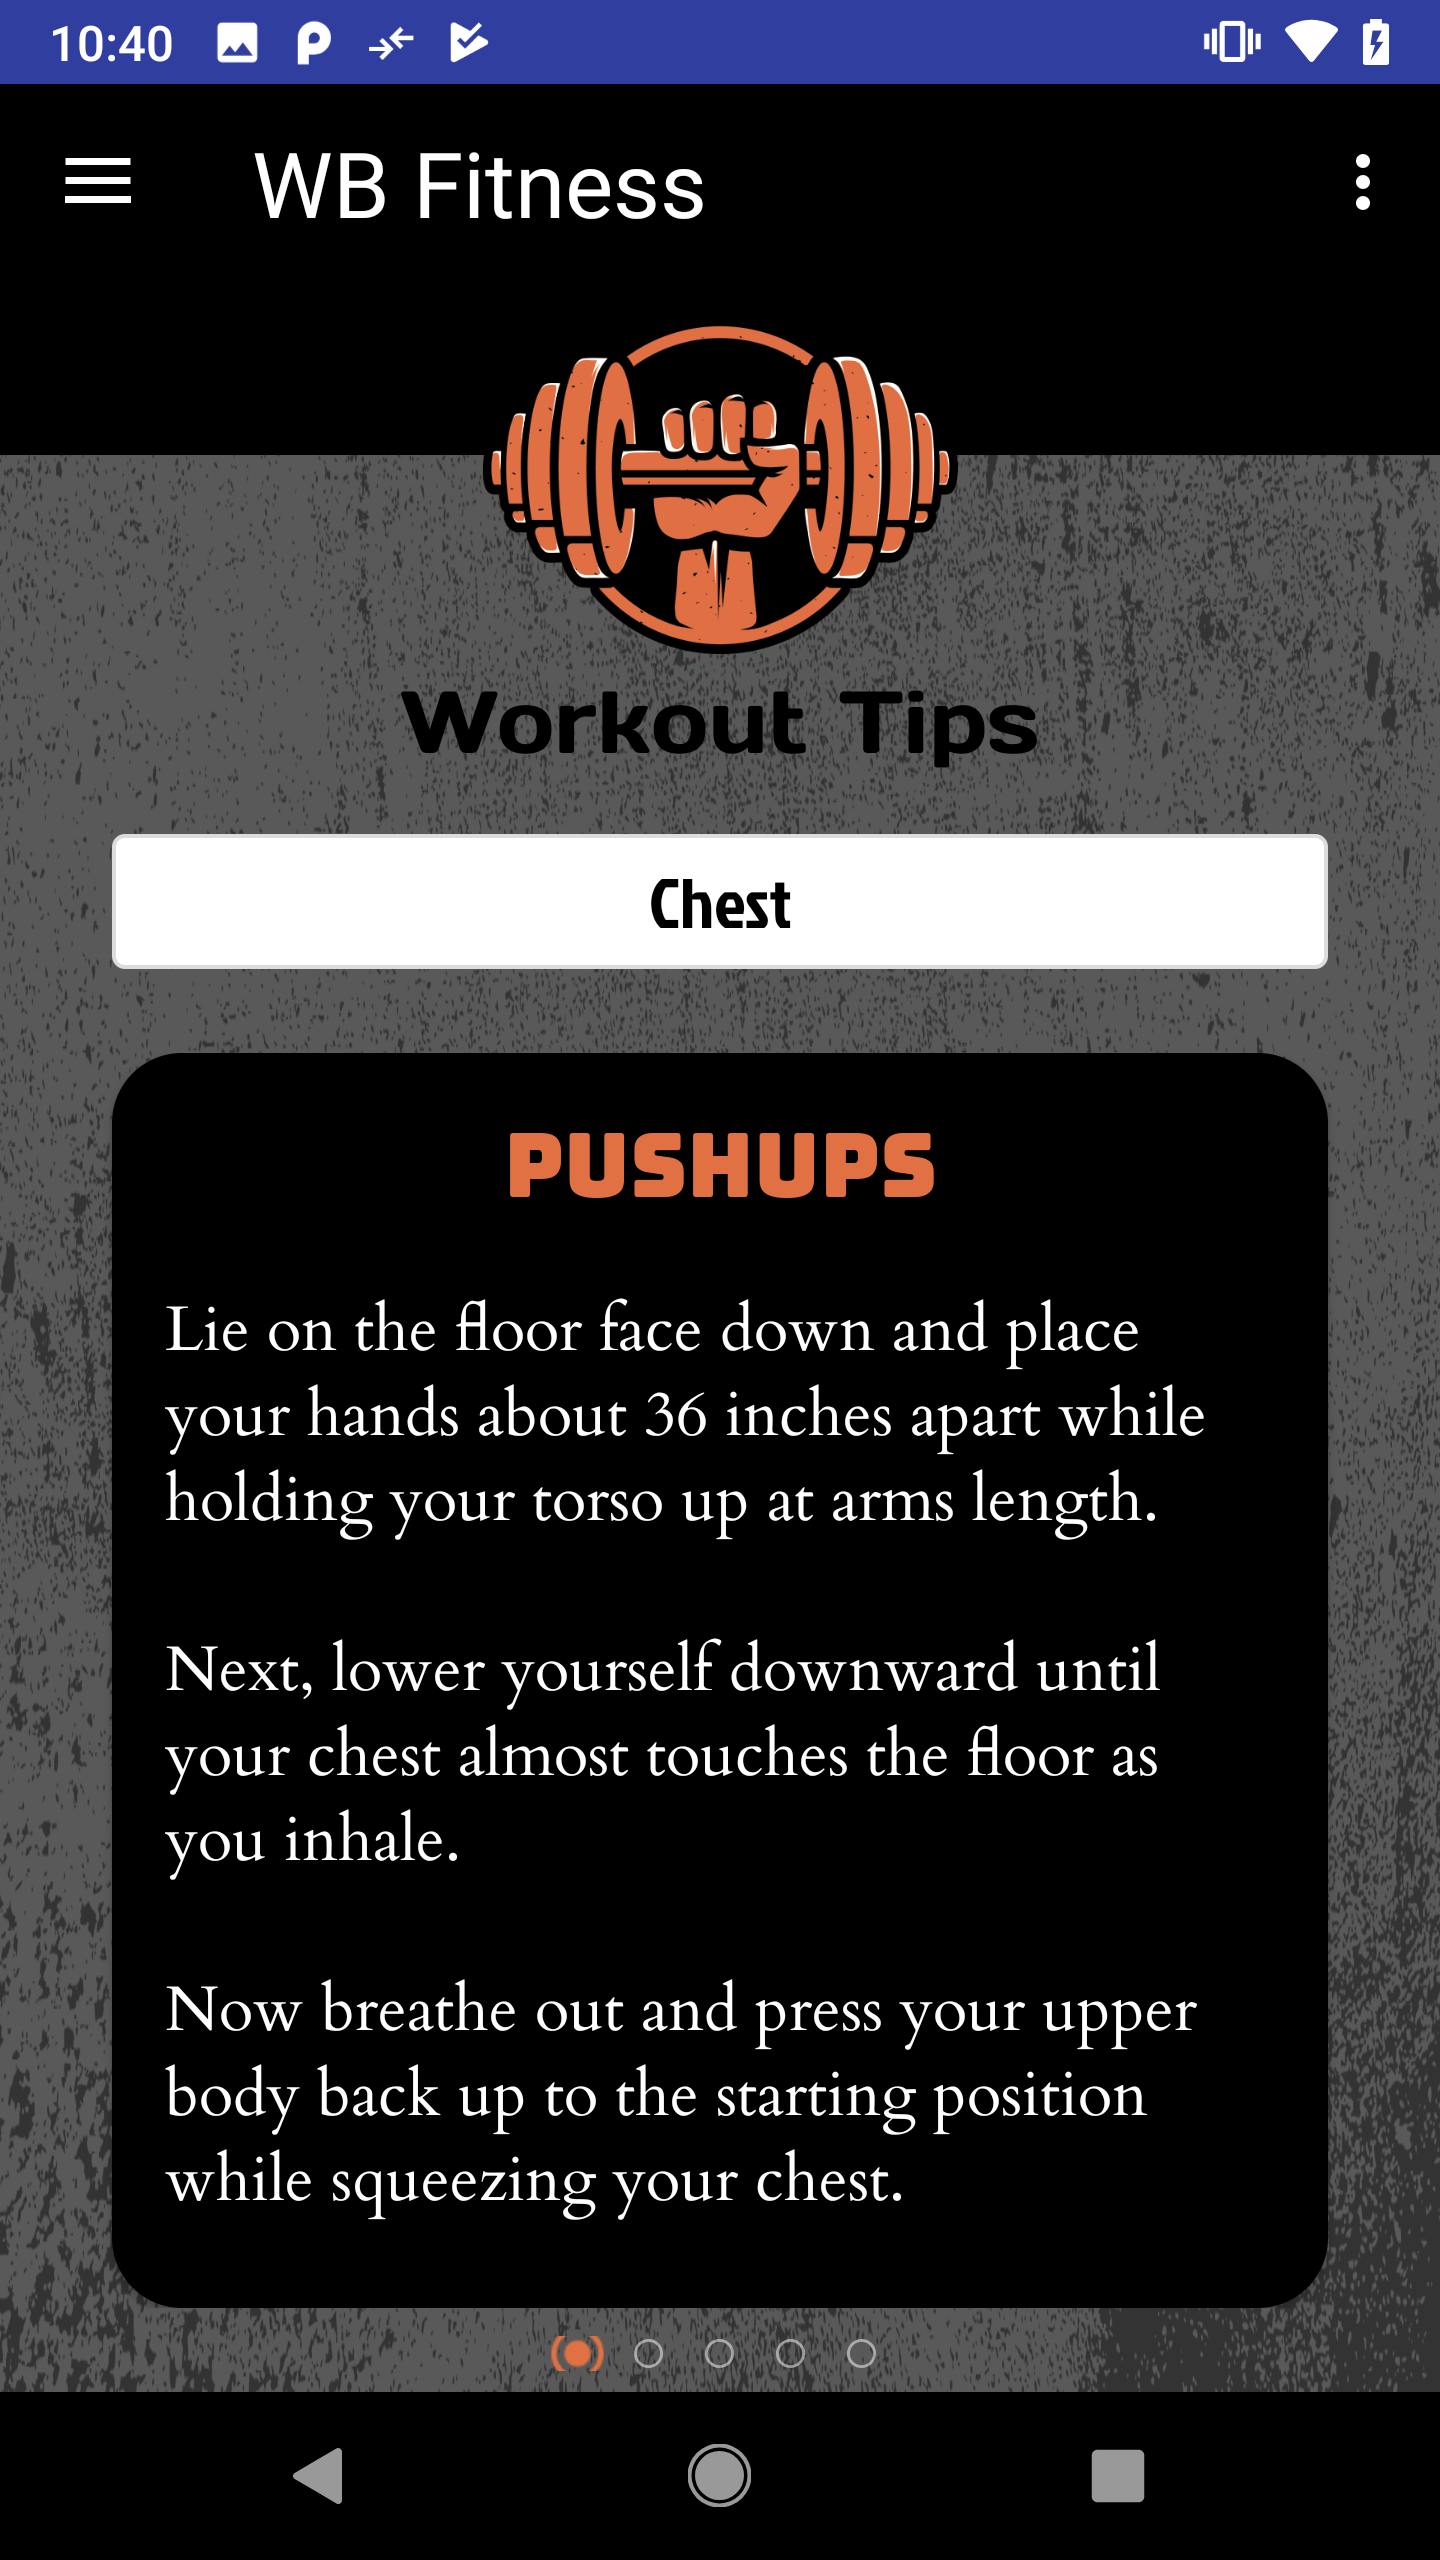 10:40
WB Fitness
Workout Tips
Chest
PUSHUPS
Lie on the floor face down and place
your hands about 36 inches apart while
holding your torso up at arms length.
Next, lower yourself downward until
your chest almost touches the floor as
you inhale.
Now breathe out and press your upper
body back up to the starting position
while squeezing your chest.